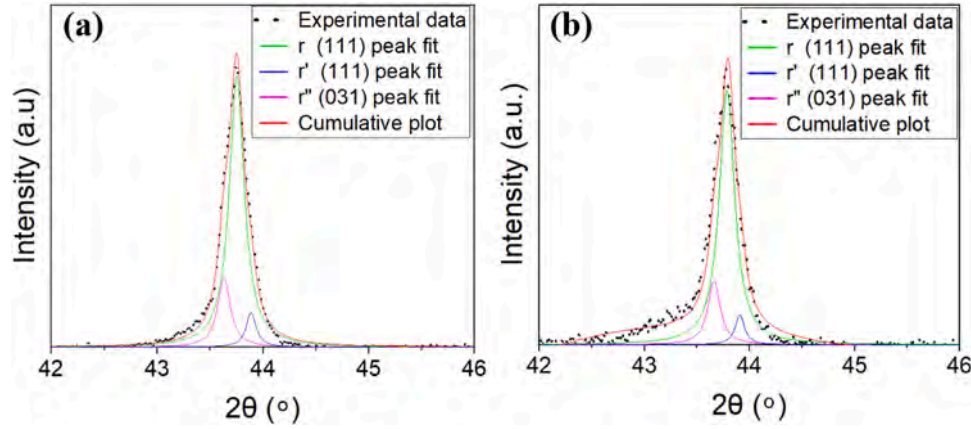 (a)
Experimental data
r (111) peak fit
r' (111) peak fit
r" (031) peak fit
Cumulative plot
Intensity (a.u)
42 43 44 45 46
2θ (°)
(b)
Experimental data
r (111) peak fit
r' (111) peak fit
r" (031) peak fit
Cumulative plot
Intensity (a.u.)
42 43 44 45 46
2θ (°)